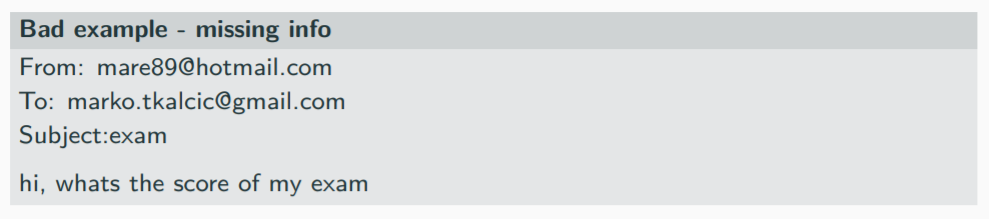 Bad example - missing info
From: mare89@hotmail.com
To: marko.tkalcic@gmail.com
Subject:exam
hi, whats the score of my exam